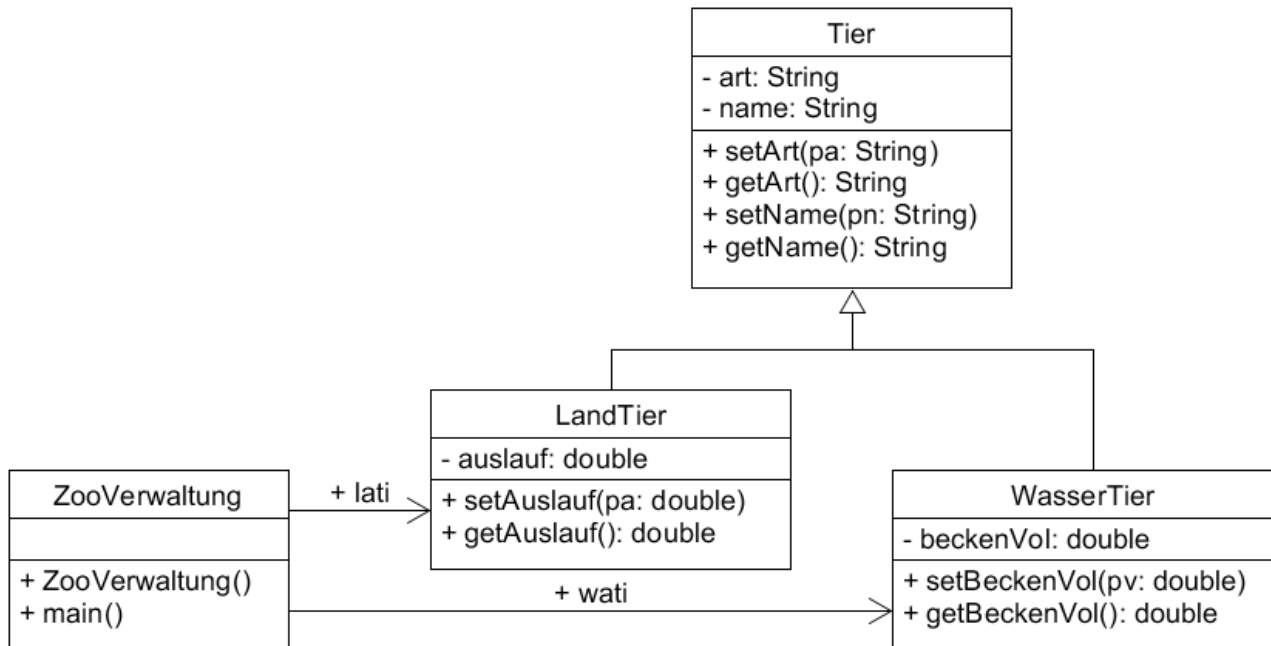 Tier
- art: String
- name: String
+ setArt(pa: String)
+ getArt(): String
+ setName(pn: String)
+ getName(): String
LandTier
- auslauf: double
+ setAuslauf(pa: double)
+ getAuslauf(): double
ZooVerwaltung
+ ZooVerwaltung()
+ main()
+ lati
+ wati
WasserTier
- beckenVol: double
+ setBeckenVol(pv: double)
+ getBeckenVol(): double